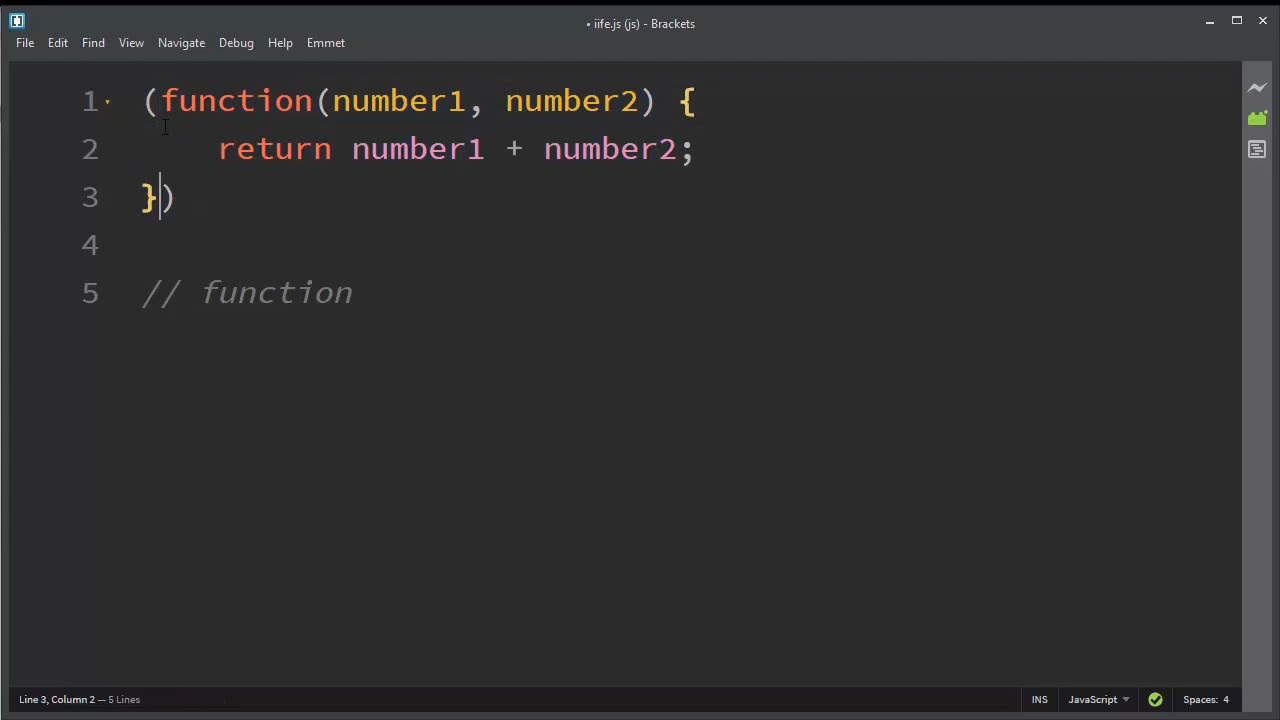 • iife.js (js) - Brackets
File Edit Find View Navigate Debug Help Emmet
1 (function(number1, number2) {
2     return number1 + number2;
3 })
4
5 // function
Line 3, Column 2 — 5 Lines
INS JavaScript Spaces: 4